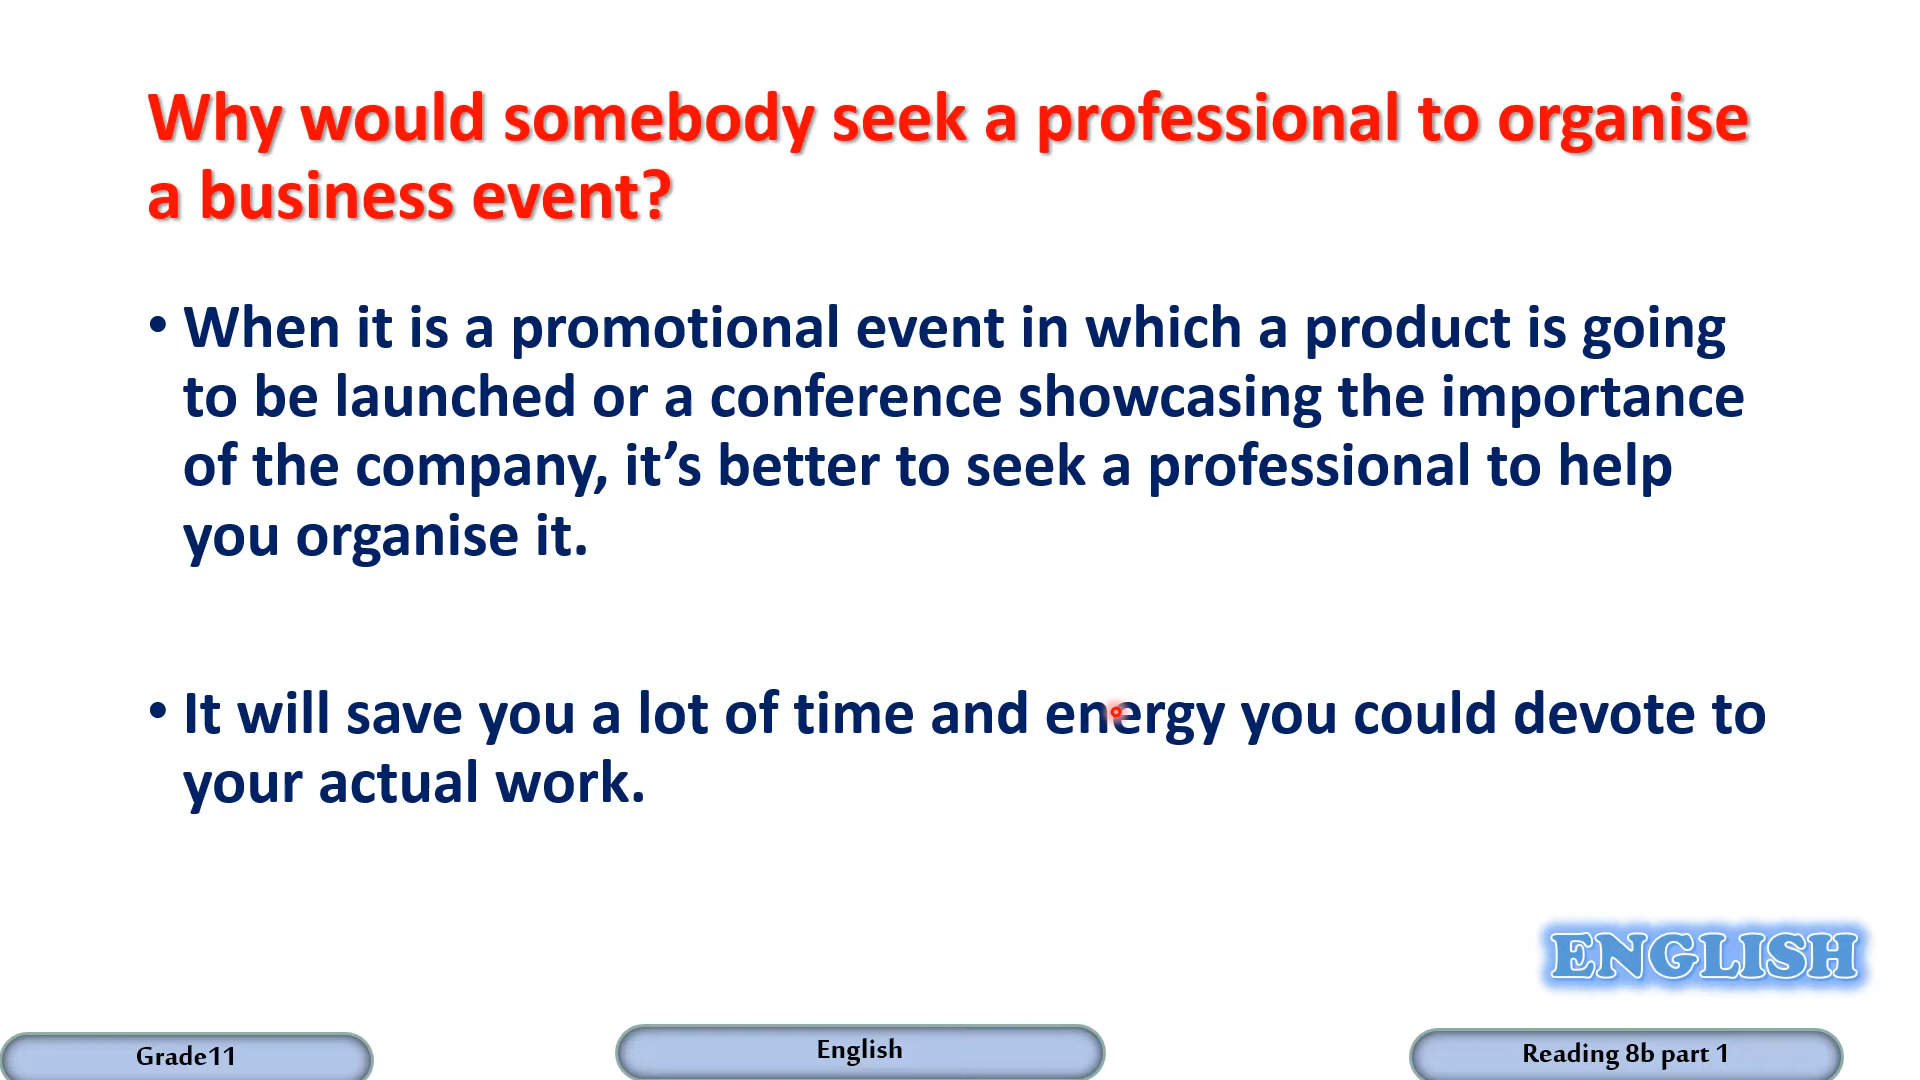 Why would somebody seek a professional to organise
a business event?
• When it is a promotional event in which a product is going
to be launched or a conference showcasing the importance
of the company, it’s better to seek a professional to help
you organise it.
• It will save you a lot of time and energy you could devote to
your actual work.
ENGLISH
Grade11
English
Reading 8b part 1